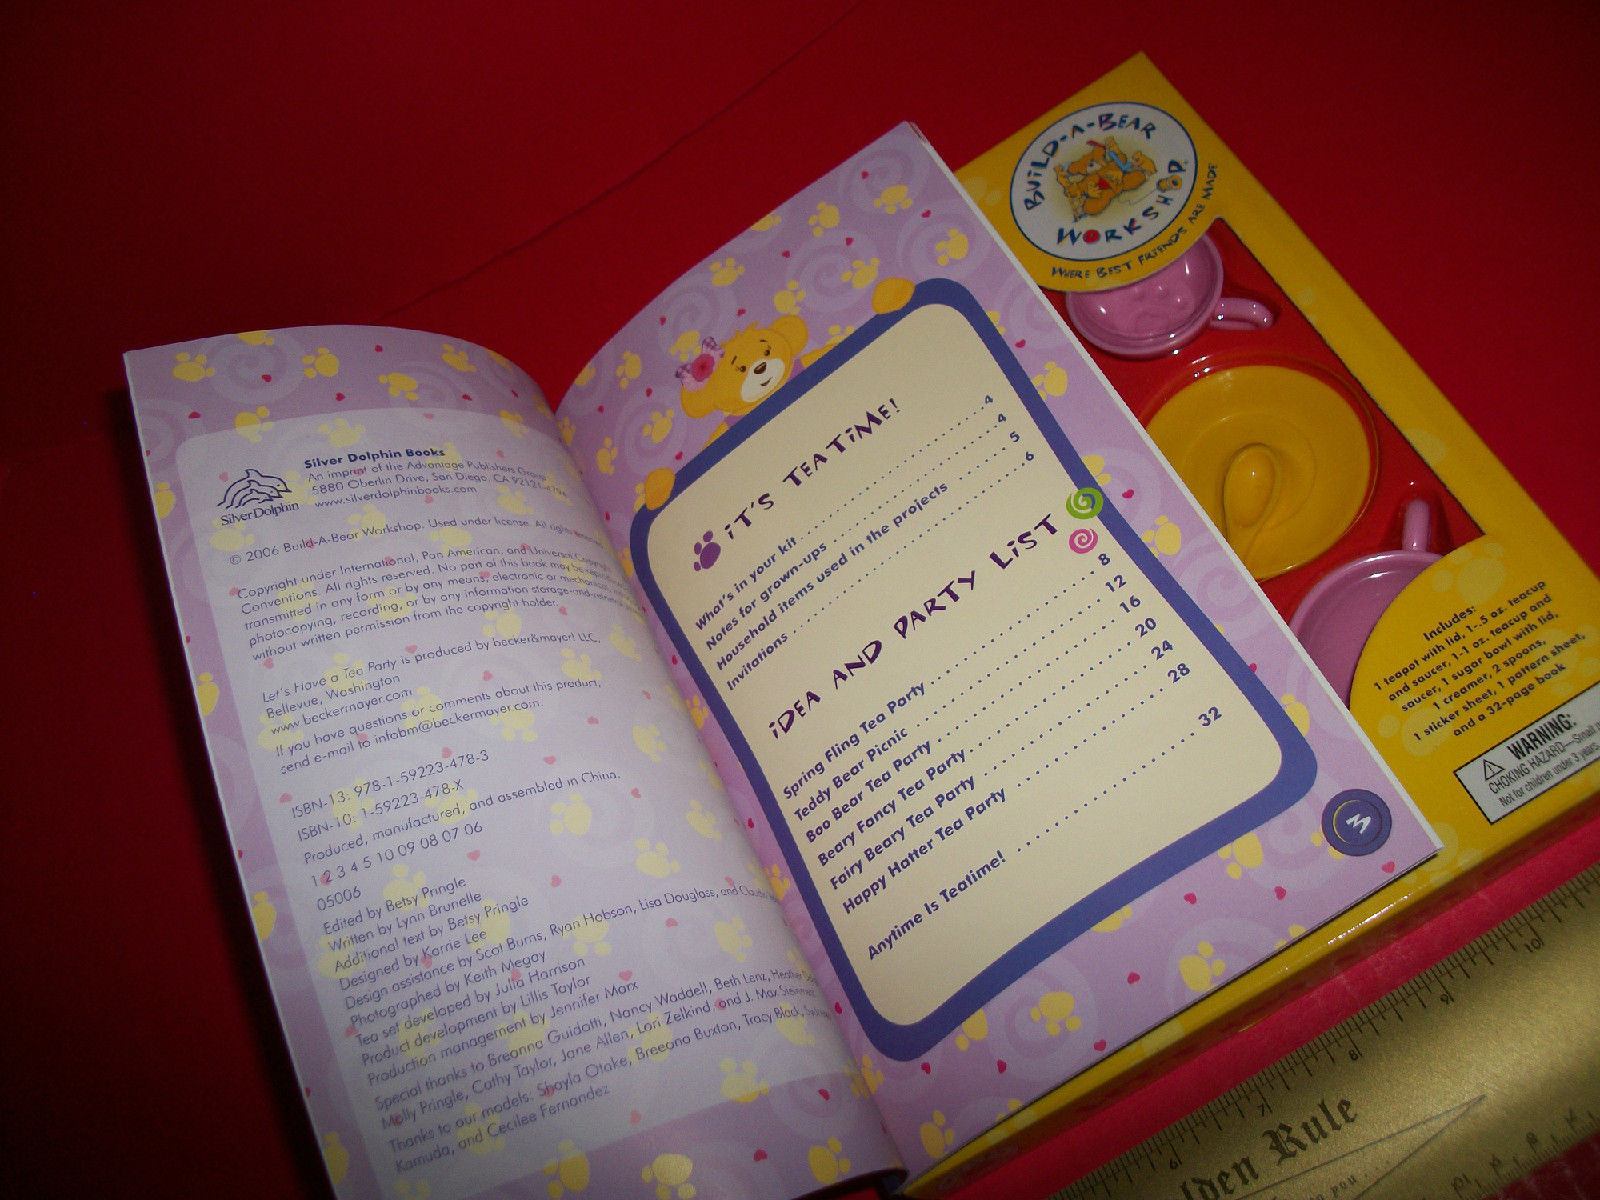 Silver Dolphin Books
An imprint of the Advantage Publishers Group
5880 Oberlin Drive, San Diego, CA
www.silverdolphinbooks.com
SilverDolphin
© 2006 Build-A-Bear Workshop. Used under license. All rights
Copyright under International, Pan American, and Universal Copyright
Conventions. All rights reserved. No part of this book may be
transmitted in any form or by any means, electronic or
photocopying, recording, or by any information storage-and-
without written permission from the copyright holder.
Let's Have a Tea Party is produced by becker&mayer! LLC,
Bellevue, Washington
www.beckermayer.com
If you have questions or comments about this product,
send e-mail to infobm@beckermayer.com.
ISBN-13: 978-1-59223-478-3
ISBN-10: 1-59223-478-X
Produced, manufactured, and assembled in China.
1 2 3 4 5 10 09 08 07 06
05006
Edited by Betsy Pringle
Written by Lynn Brunelle
Additional text by Betsy Pringle
Designed by Karrie Lee
Design assistance by Scot Burns, Ryan Hobson, Lisa Douglass, and
Photographed by Keith Megay
Tea set developed by Julia Harrison
Product development by Lillis Taylor
Production management by Jennifer Marx
Special thanks to Breanna Guidotti, Nancy Waddell, Beth Lenz, Heather
Molly Pringle, Cathy Taylor, Jane Allen, Lori Zelkind, and J. Max
Thanks to our models: Shayla Otake, Breeona Buxton, Tracy Black,
Kamuda, and Cecilee Fernandez
IT'S TEATIME!
What's in your kit 4
Notes for grown-ups 4
Household items used in the projects 5
Invitations 6
IDEA AND PARTY LIST
Spring Fling Tea Party 8
Teddy Bear Picnic 12
Boo Bear Tea Party 16
Beary Fancy Tea Party 20
Fairy Beary Tea Party 24
Happy Hatter Tea Party 28
Anytime Is Teatime! 32
3
BUILD-A-BEAR
WORKSHOP
WHERE BEST FRIENDS ARE MADE
Includes:
1 teapot with lid, 1-.5 oz. teacup
and saucer, 1-1 oz. teacup and
saucer, 1 sugar bowl with lid,
1 creamer, 2 spoons,
1 sticker sheet, 1 pattern sheet,
and a 32-page book
WARNING:
CHOKING HAZARD—Small
Not for children under 3 years.
Rule